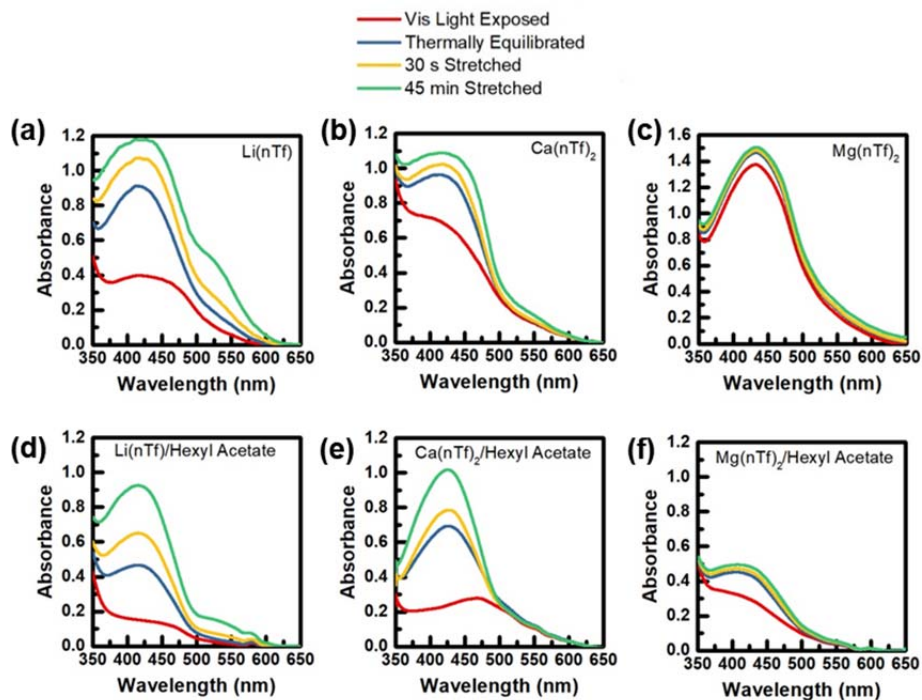 Vis Light Exposed
Thermally Equilibrated
30 s Stretched
45 min Stretched
(a)
1.2
1.0
0.8
0.6
0.4
0.2
0.0
Absorbance
Li(nTf)
350 400 450 500 550 600 650
Wavelength (nm)
(b)
1.2
1.0
0.8
0.6
0.4
0.2
0.0
Absorbance
Ca(nTf)2
350 400 450 500 550 600 650
Wavelength (nm)
(c)
1.6
1.4
1.2
1.0
0.8
0.6
0.4
0.2
0.0
Absorbance
Mg(nTf)2
350 400 450 500 550 600 650
Wavelength (nm)
(d)
1.2
1.0
0.8
0.6
0.4
0.2
0.0
Absorbance
Li(nTf)/Hexyl Acetate
350 400 450 500 550 600 650
Wavelength (nm)
(e)
1.2
1.0
0.8
0.6
0.4
0.2
0.0
Absorbance
Ca(nTf)2/Hexyl Acetate
350 400 450 500 550 600 650
Wavelength (nm)
(f)
1.2
1.0
0.8
0.6
0.4
0.2
0.0
Absorbance
Mg(nTf)2/Hexyl Acetate
350 400 450 500 550 600 650
Wavelength (nm)